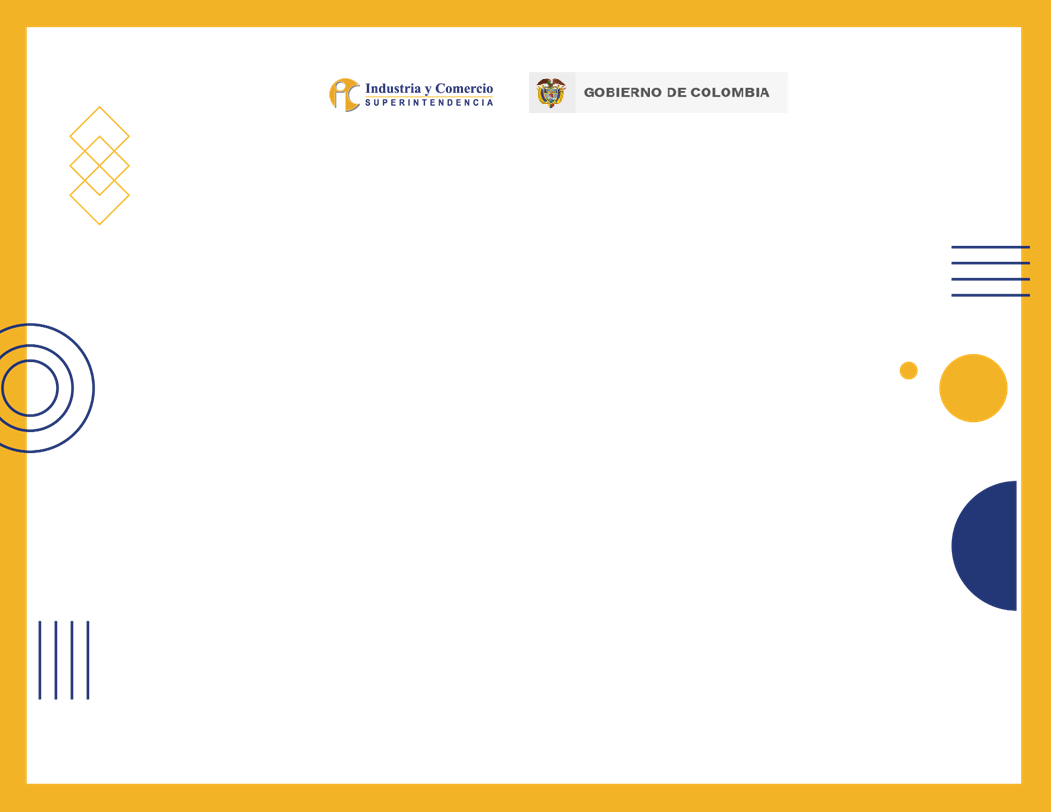 Industria y Comercio
SUPERINTENDENCIA
GOBIERNO DE COLOMBIA